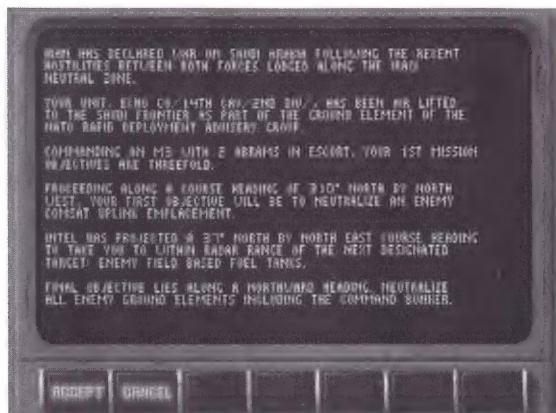 IRAN HAS DECLARED WAR ON SAUDI ARABIA FOLLOWING THE RECENT
HOSTILITIES BETWEEN BOTH FORCES LODGED ALONG THE IRAQ
NEUTRAL ZONE.
YOUR UNIT, ECHO CO/14TH CAV/2ND DIV/, HAS BEEN AIR LIFTED
TO THE SAUDI FRONTIER AS PART OF THE GROUND ELEMENT OF THE
NATO RAPID DEPLOYMENT ADVISERY GROUP.
COMMANDING AN M3 WITH 2 ABRAMS IN ESCORT, YOUR 1ST MISSION
OBJECTIVES ARE THREEFOLD.
PROCEEDING ALONG A COURSE HEADING OF 310° NORTH BY NORTH
WEST, YOUR FIRST OBJECTIVE WILL BE TO NEUTRALIZE AN ENEMY
COMSAT UPLINK EMPLACEMENT.
INTEL HAS PROJECTED A 37° NORTH BY NORTH EAST COURSE HEADING
TO TAKE YOU TO WITHIN RADAR RANGE OF THE NEXT DESIGNATED
TARGET; ENEMY FIELD BASED FUEL TANKS.
FINAL OBJECTIVE LIES ALONG A NORTHWARD HEADING, NEUTRALIZE
ALL ENEMY GROUND ELEMENTS INCLUDING THE COMMAND BUNKER.
ACCEPT CANCEL